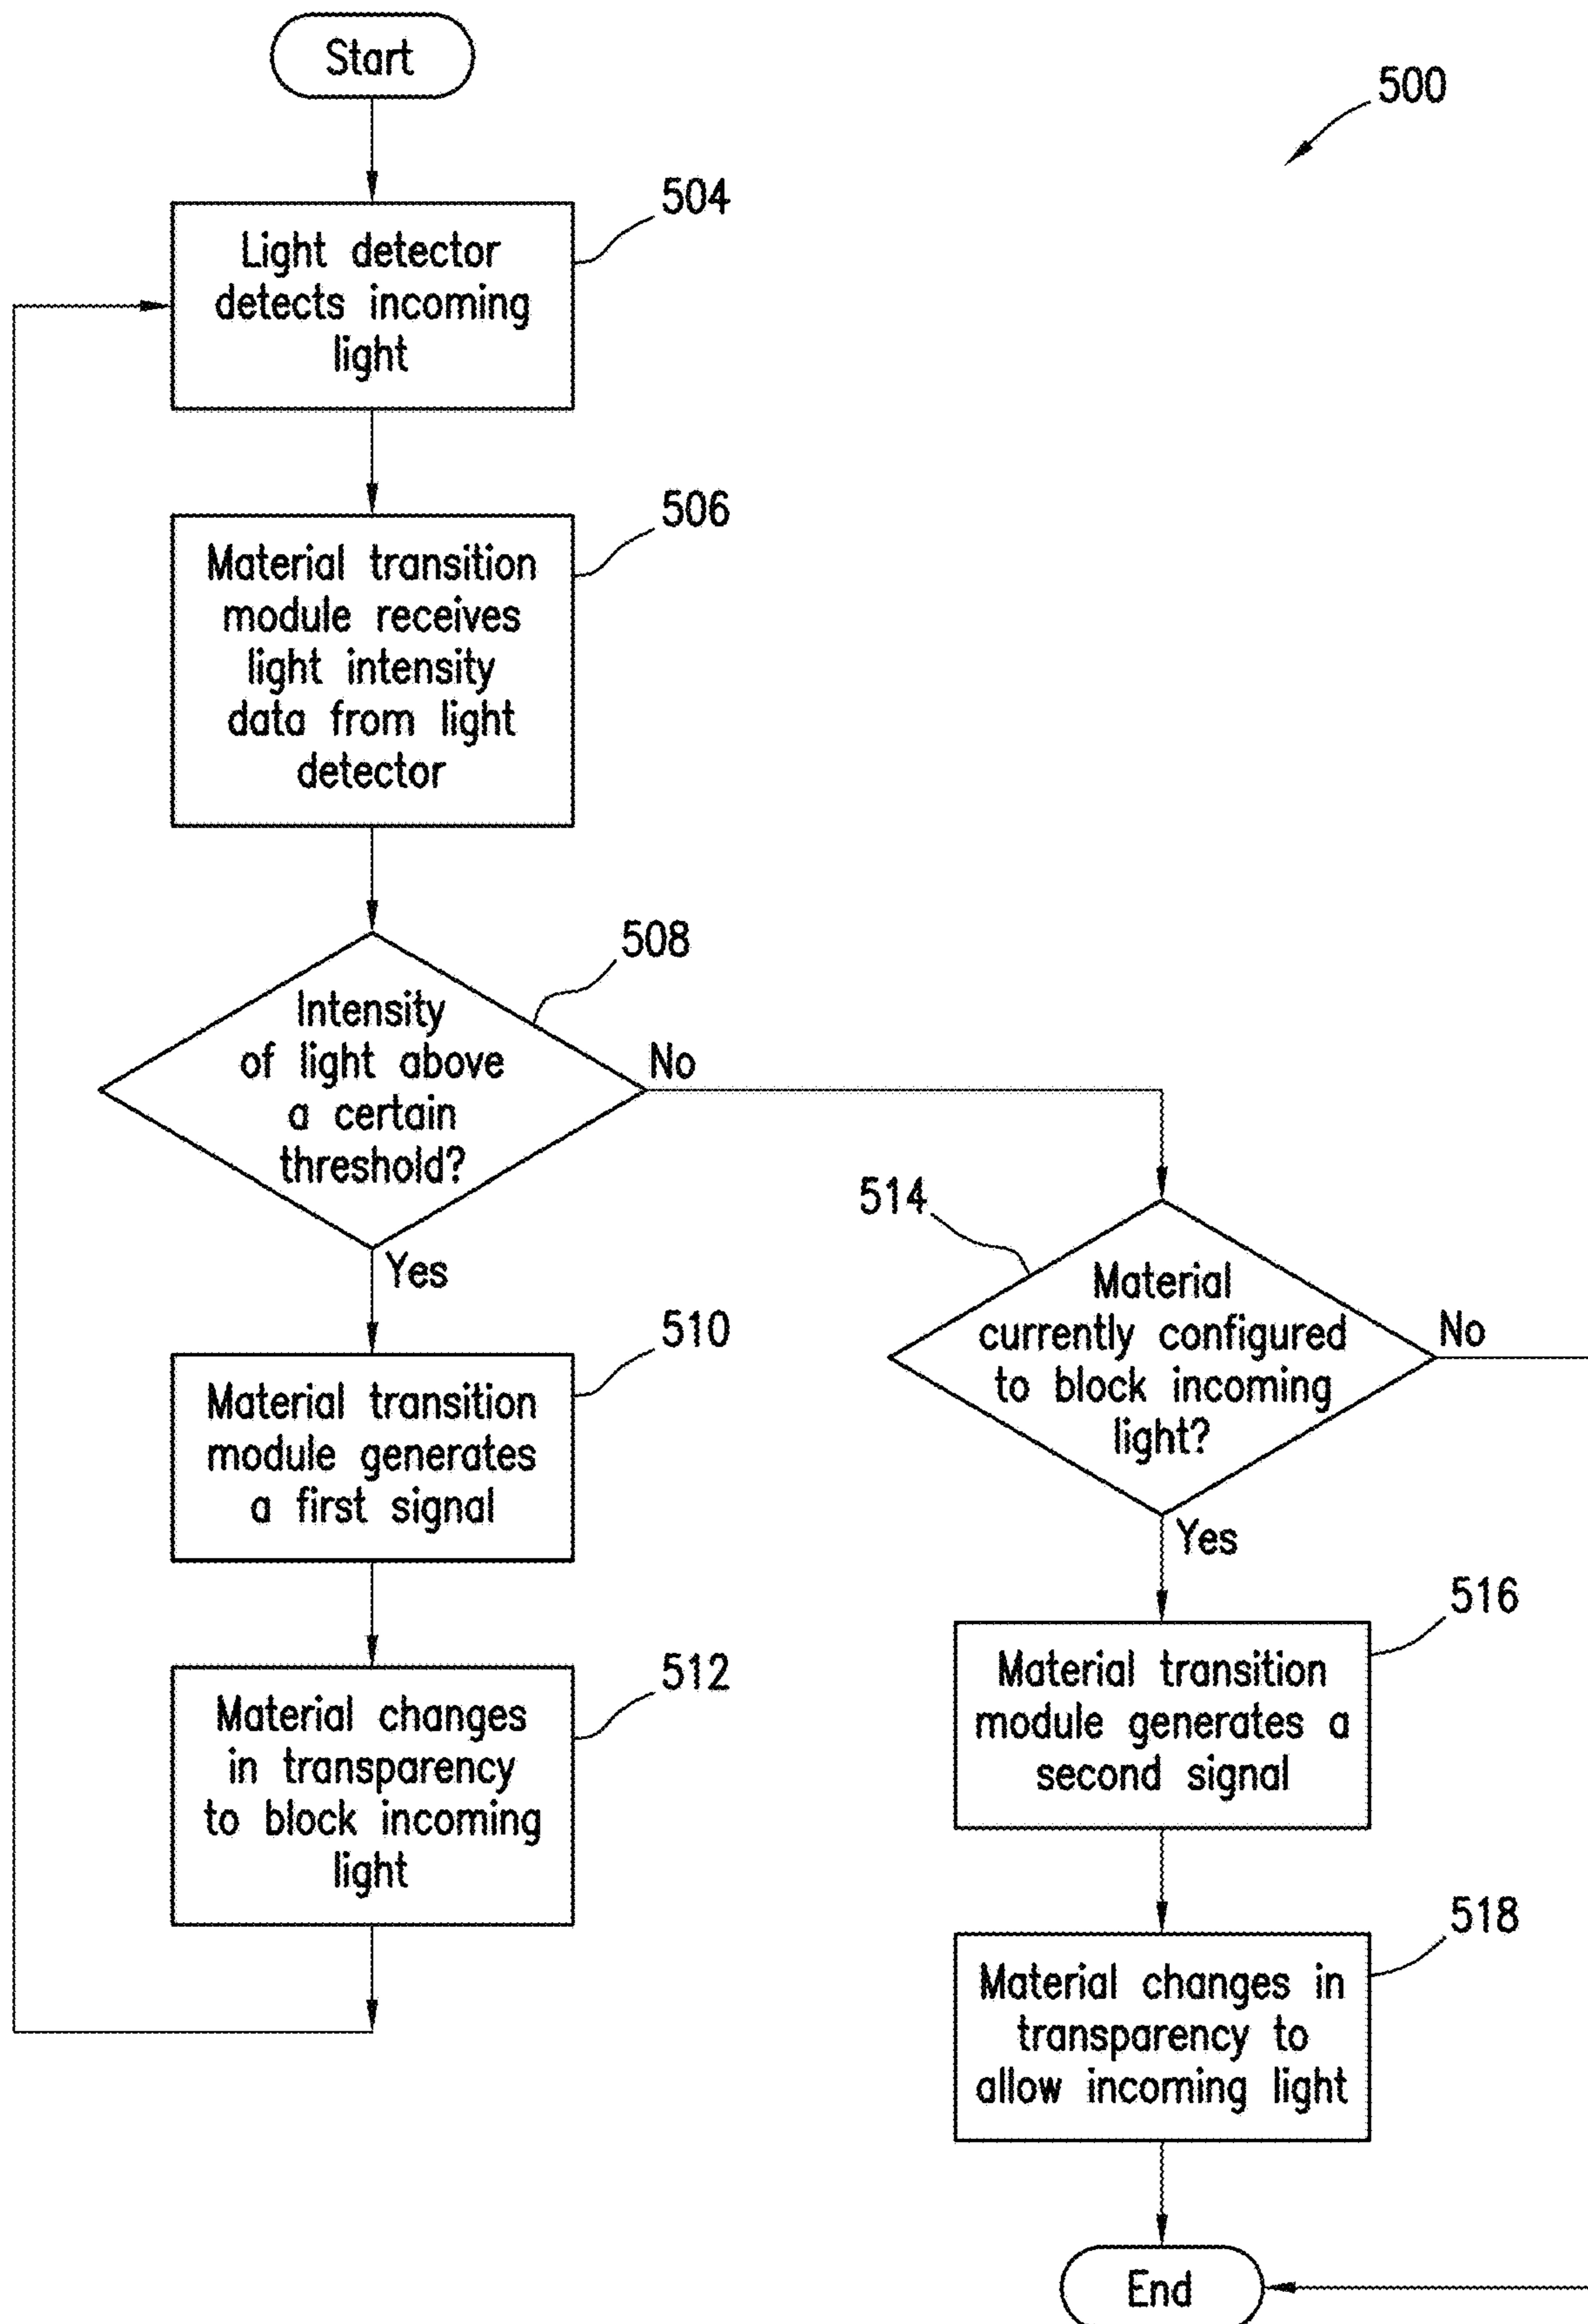 Start
500
504
Light detector
detects incoming
light
506
Material transition
module receives
light intensity
data from light
detector
508
Intensity
of light above
a certain
threshold?
No
Yes
510
Material transition
module generates
a first signal
512
Material changes
in transparency
to block incoming
light
514
Material
currently configured
to block incoming
light?
No
Yes
516
Material transition
module generates a
second signal
518
Material changes in
transparency to
allow incoming light
End